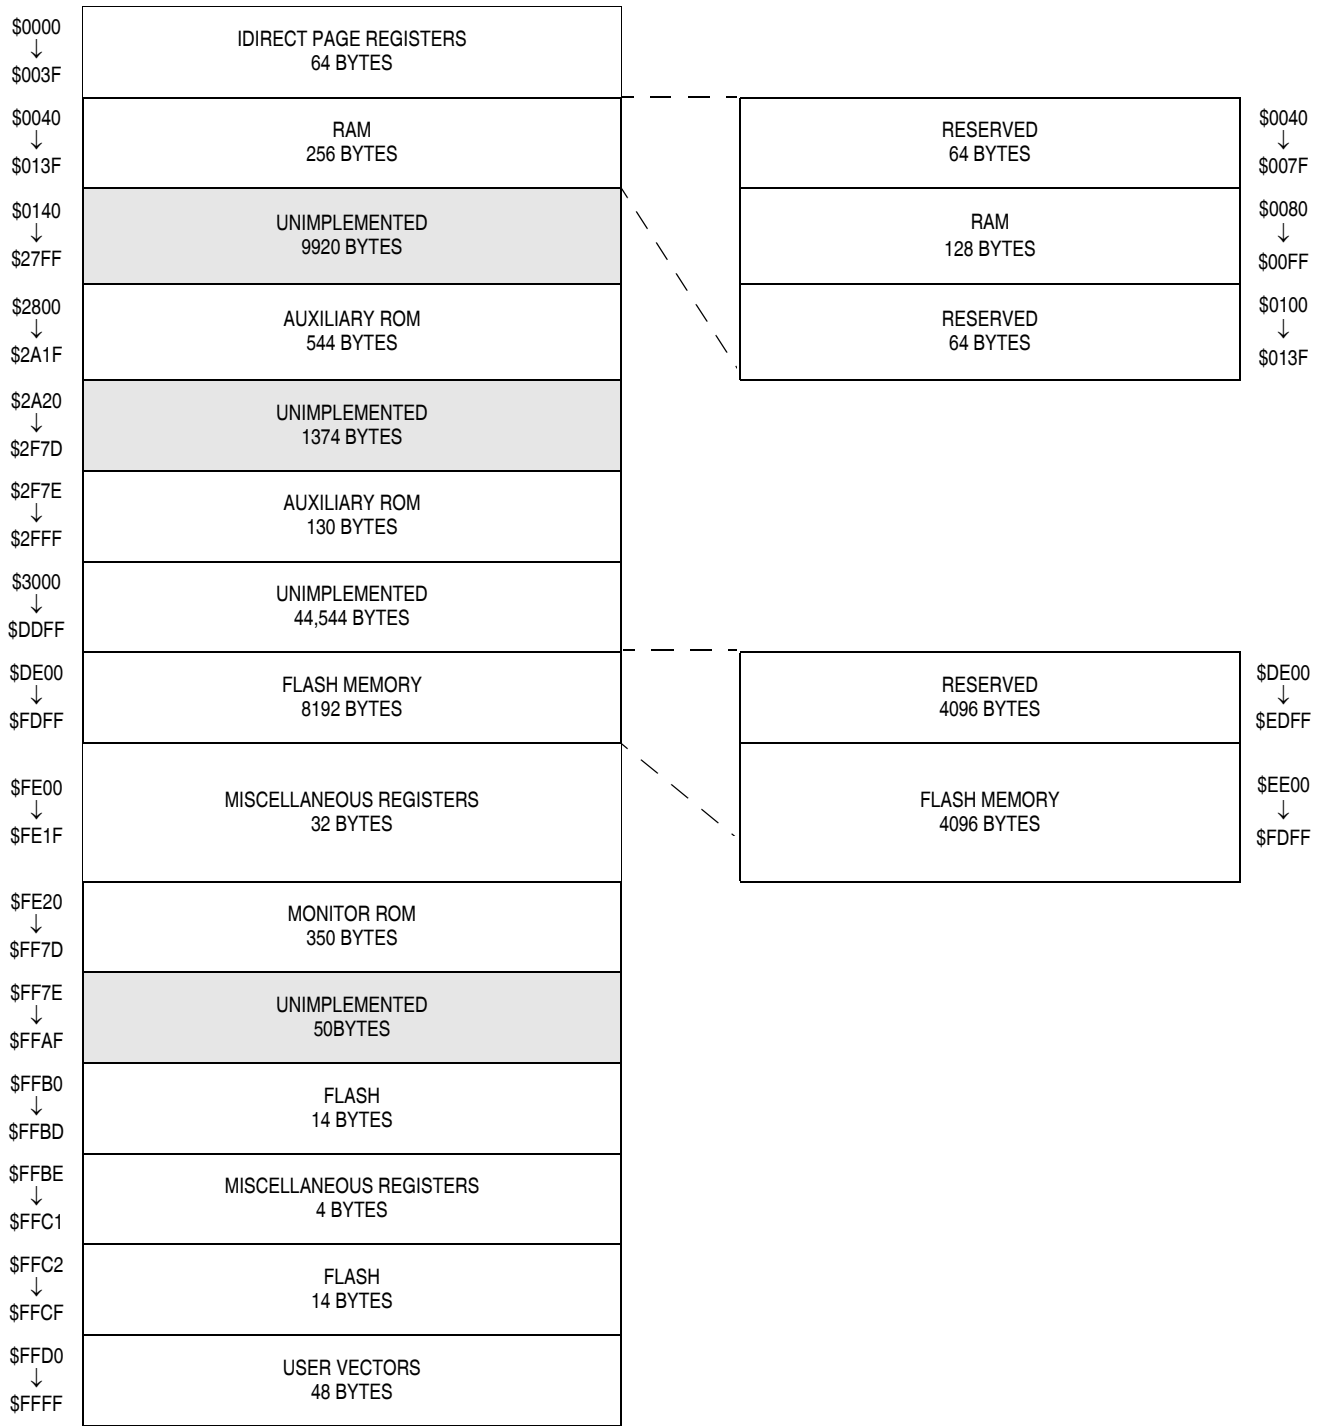 $0000
↓
$003F
IDIRECT PAGE REGISTERS
64 BYTES
$0040
↓
$013F
RAM
256 BYTES
RESERVED
64 BYTES
$0040
↓
$007F
$0140
↓
$27FF
UNIMPLEMENTED
9920 BYTES
RAM
128 BYTES
$0080
↓
$00FF
$2800
↓
$2A1F
AUXILIARY ROM
544 BYTES
RESERVED
64 BYTES
$0100
↓
$013F
$2A20
↓
$2F7D
UNIMPLEMENTED
1374 BYTES
$2F7E
↓
$2FFF
AUXILIARY ROM
130 BYTES
$3000
↓
$DDFF
UNIMPLEMENTED
44,544 BYTES
$DE00
↓
$FDFF
FLASH MEMORY
8192 BYTES
RESERVED
4096 BYTES
$DE00
↓
$EDFF
$FE00
↓
$FE1F
MISCELLANEOUS REGISTERS
32 BYTES
FLASH MEMORY
4096 BYTES
$EE00
↓
$FDFF
$FE20
↓
$FF7D
MONITOR ROM
350 BYTES
$FF7E
↓
$FFAF
UNIMPLEMENTED
50BYTES
$FFB0
↓
$FFBD
FLASH
14 BYTES
$FFBE
↓
$FFC1
MISCELLANEOUS REGISTERS
4 BYTES
$FFC2
↓
$FFCF
FLASH
14 BYTES
$FFD0
↓
$FFFF
USER VECTORS
48 BYTES